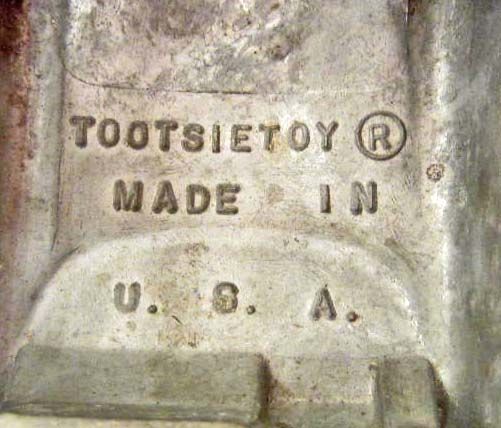 TOOTSIETOY ®
MADE IN
U. S. A.